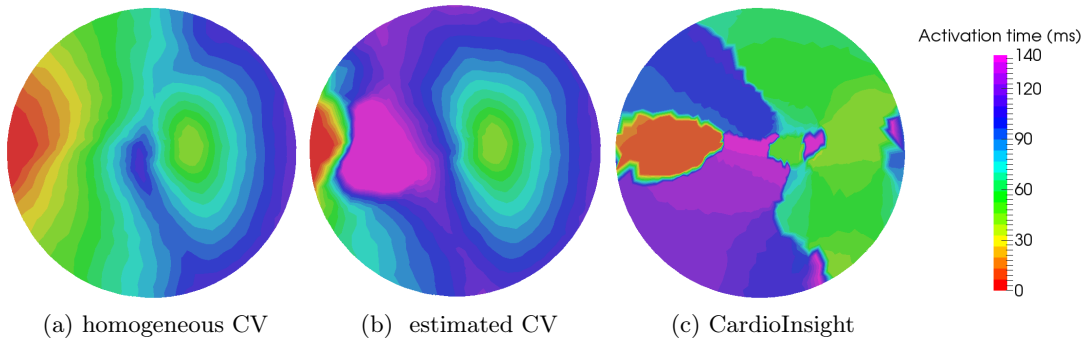 Activation time (ms)
140
120
90
60
30
0
(a) homogeneous CV
(b) estimated CV
(c) CardioInsight